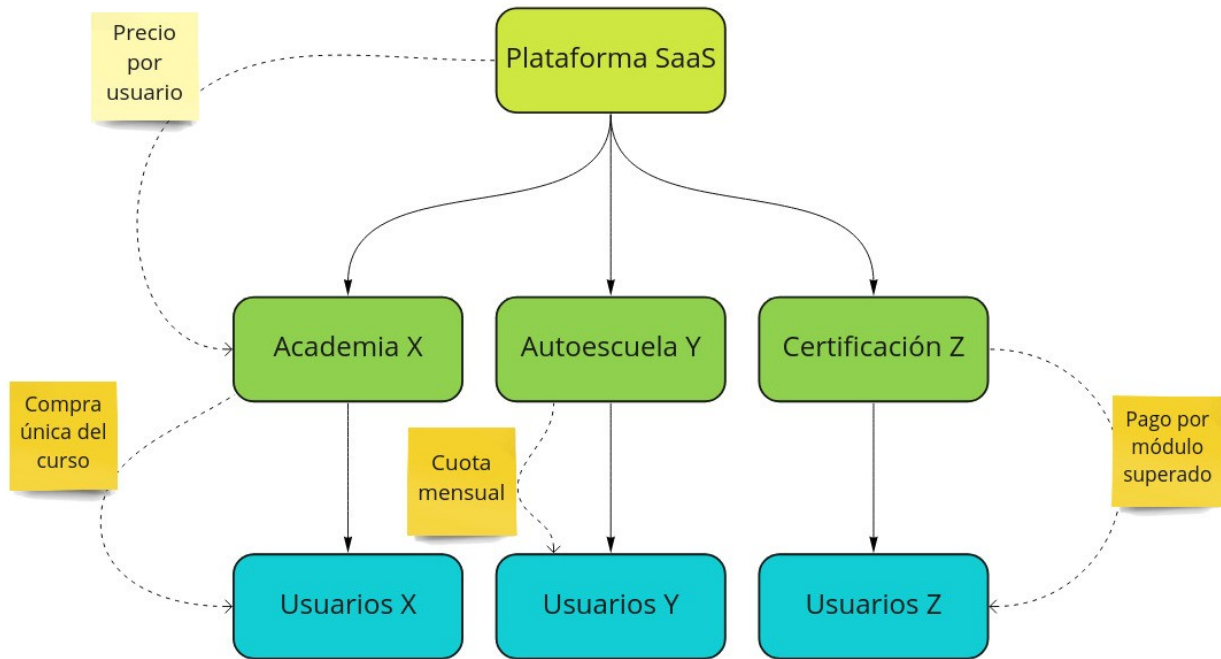 Precio
por
usuario
Plataforma SaaS
Academia X
Autoescuela Y
Certificación Z
Compra
única del
curso
Cuota
mensual
Pago por
módulo
superado
Usuarios X
Usuarios Y
Usuarios Z